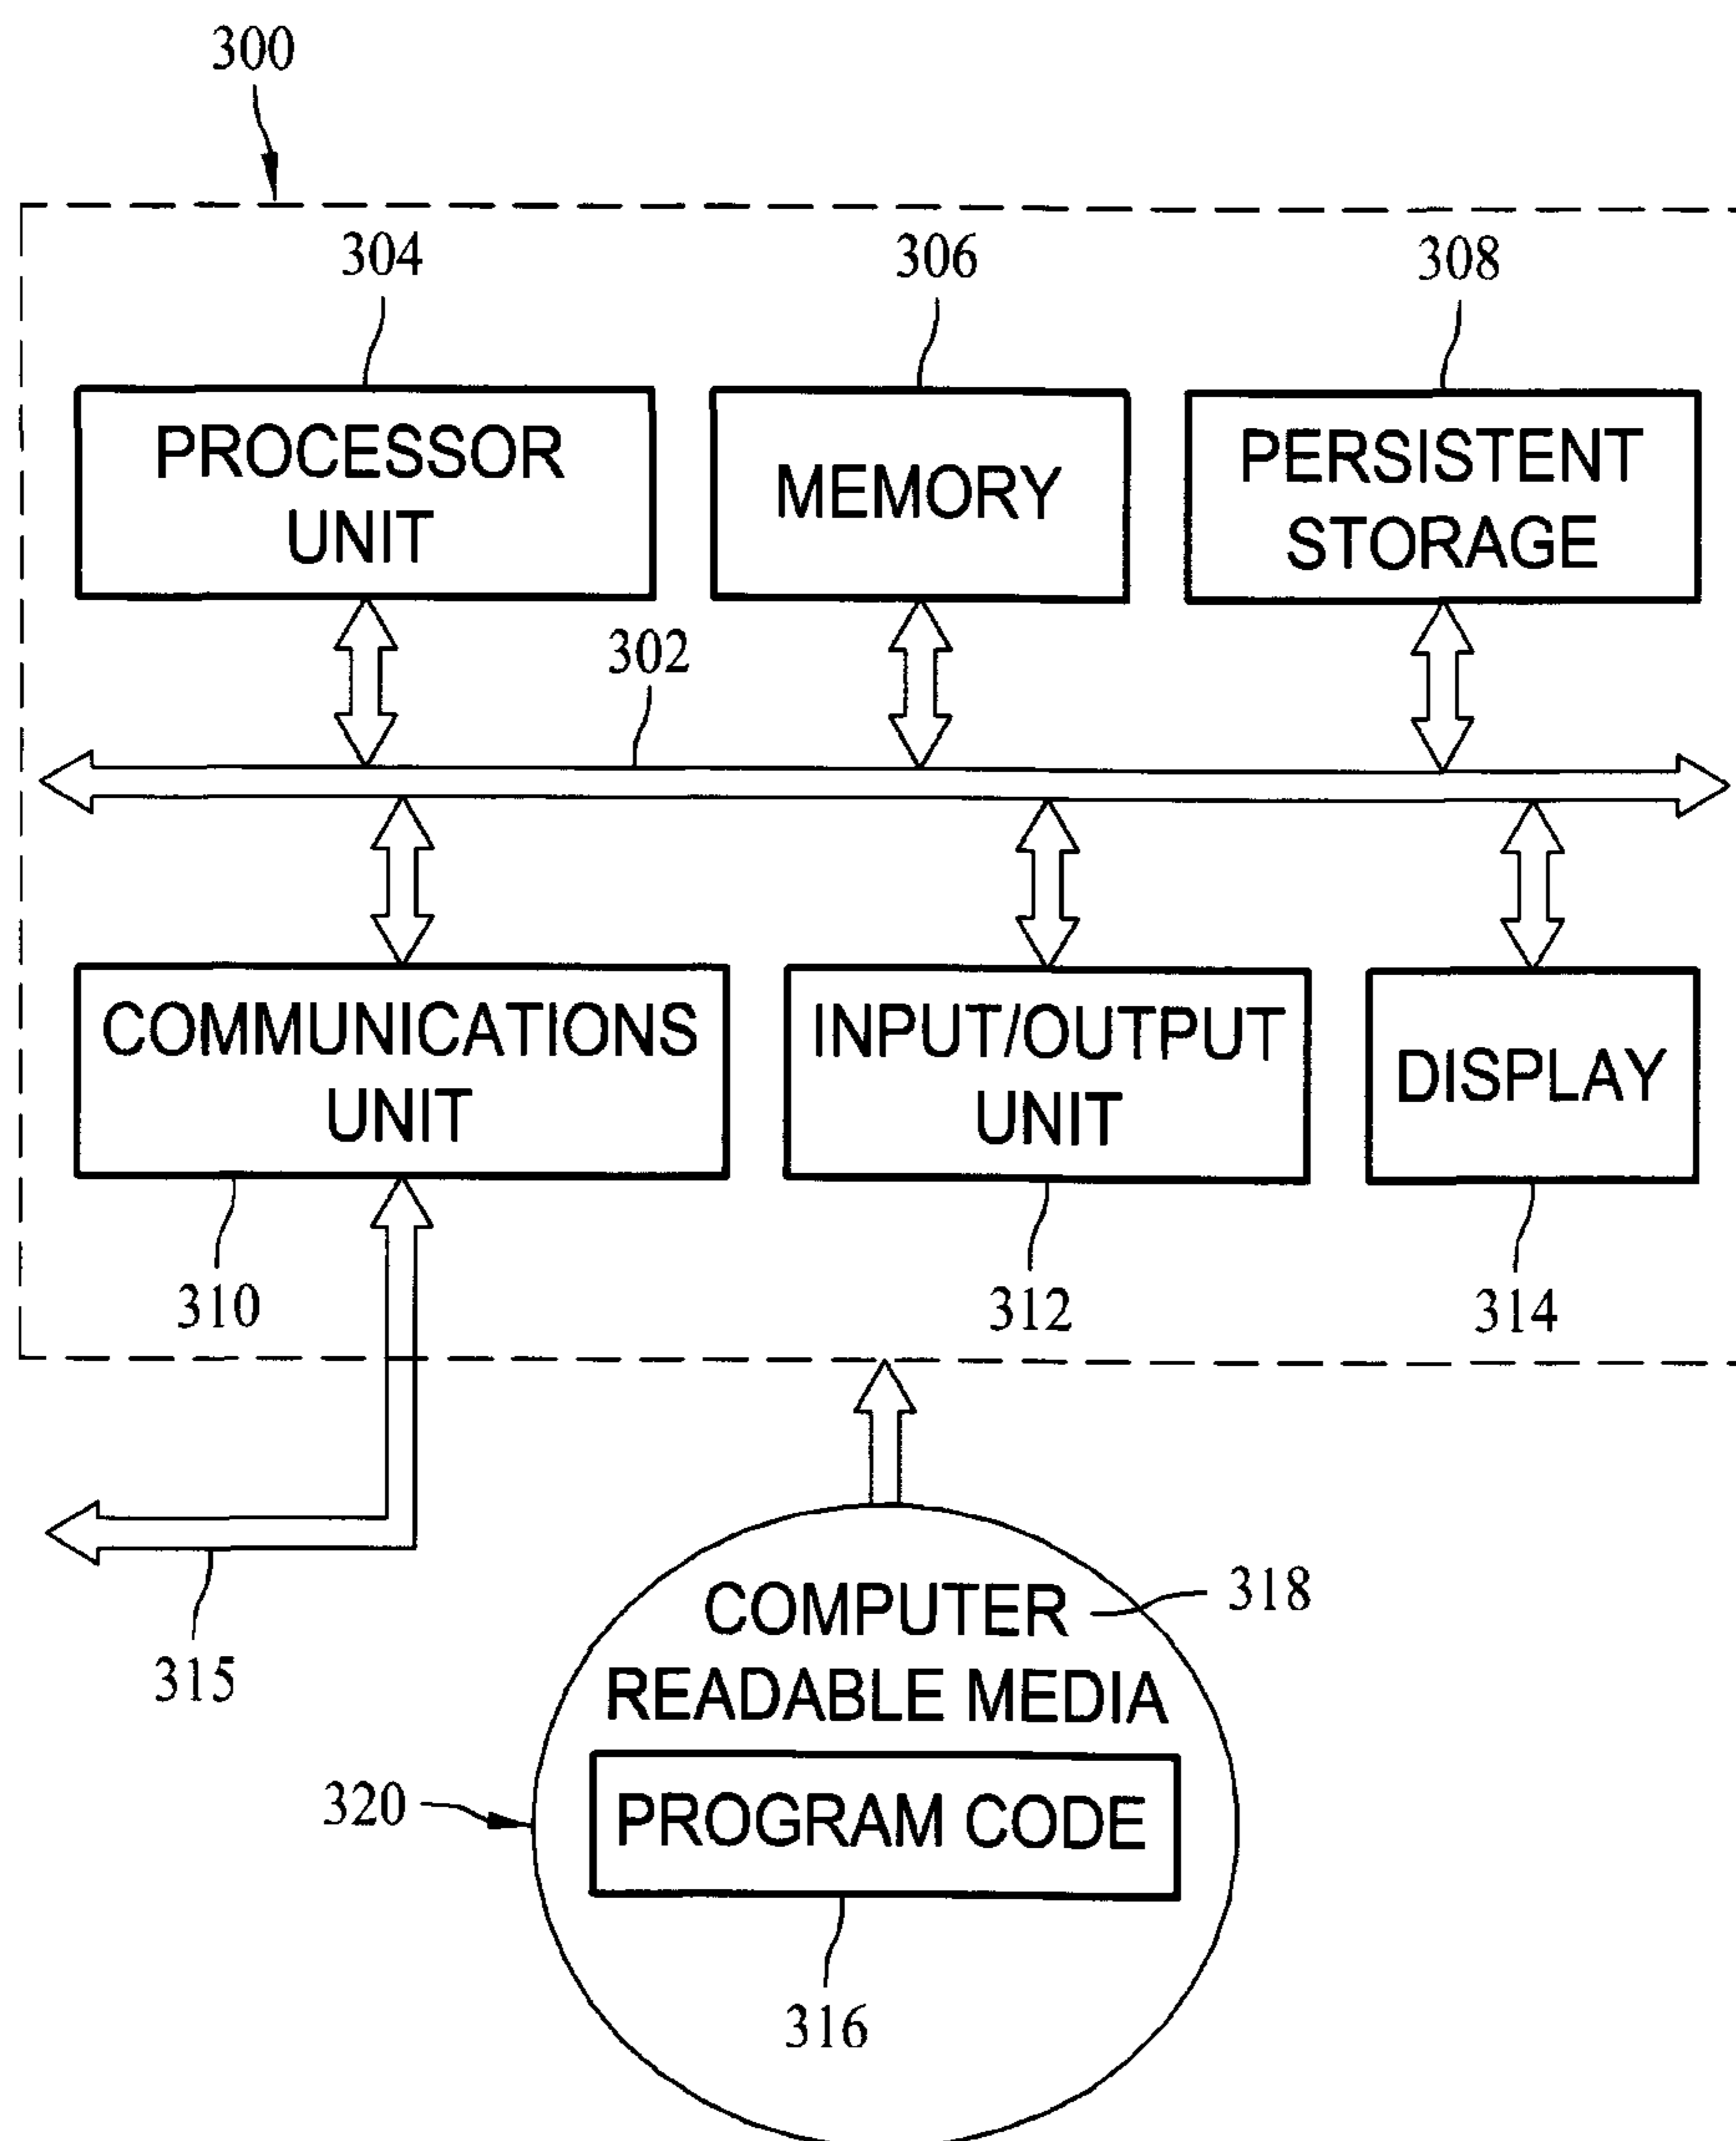 300
304
306
308
PROCESSOR
UNIT
MEMORY
PERSISTENT
STORAGE
302
COMMUNICATIONS
UNIT
INPUT/OUTPUT
UNIT
DISPLAY
310
312
314
315
COMPUTER
READABLE MEDIA
318
320
PROGRAM CODE
316